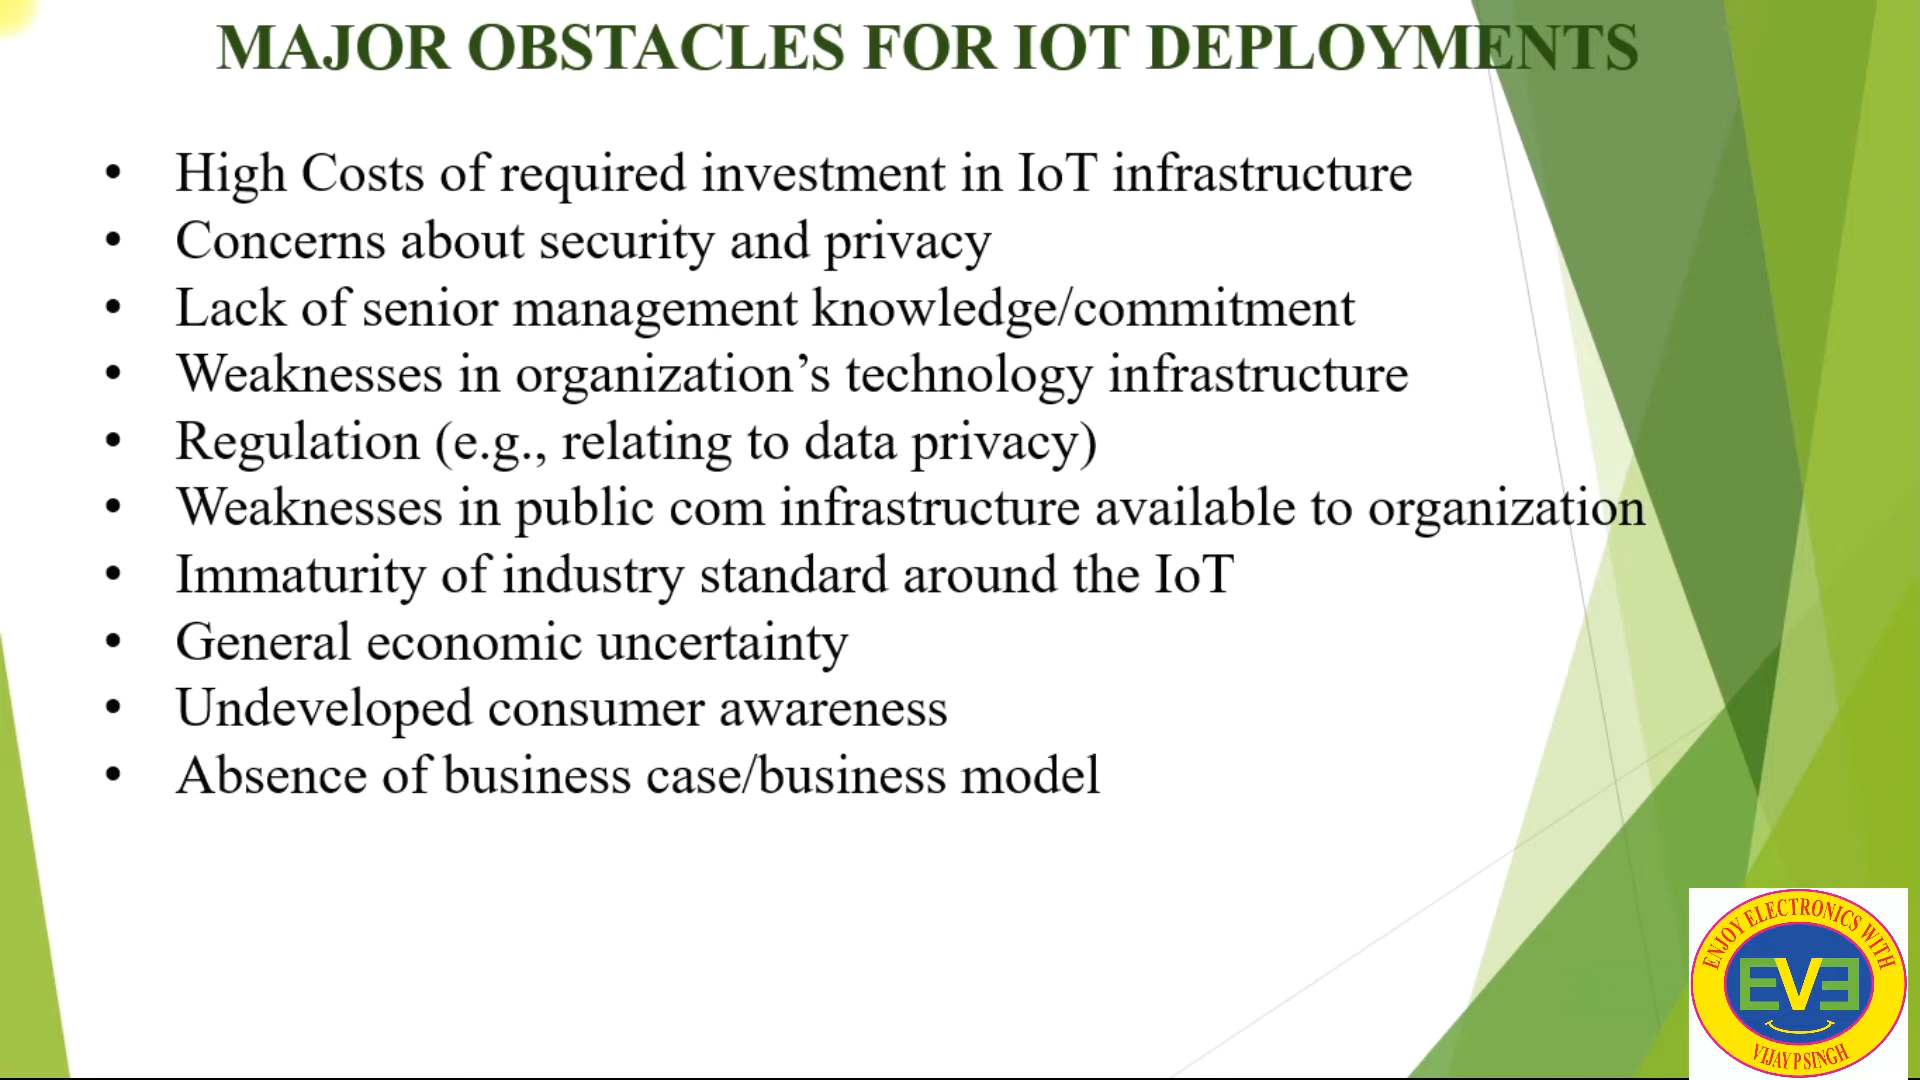 MAJOR OBSTACLES FOR IOT DEPLOYMENTS
• High Costs of required investment in IoT infrastructure
• Concerns about security and privacy
• Lack of senior management knowledge/commitment
• Weaknesses in organization’s technology infrastructure
• Regulation (e.g., relating to data privacy)
• Weaknesses in public com infrastructure available to organization
• Immaturity of industry standard around the IoT
• General economic uncertainty
• Undeveloped consumer awareness
• Absence of business case/business model
ENJOY ELECTRONICS WITH
EVE
VIJAY P SINGH